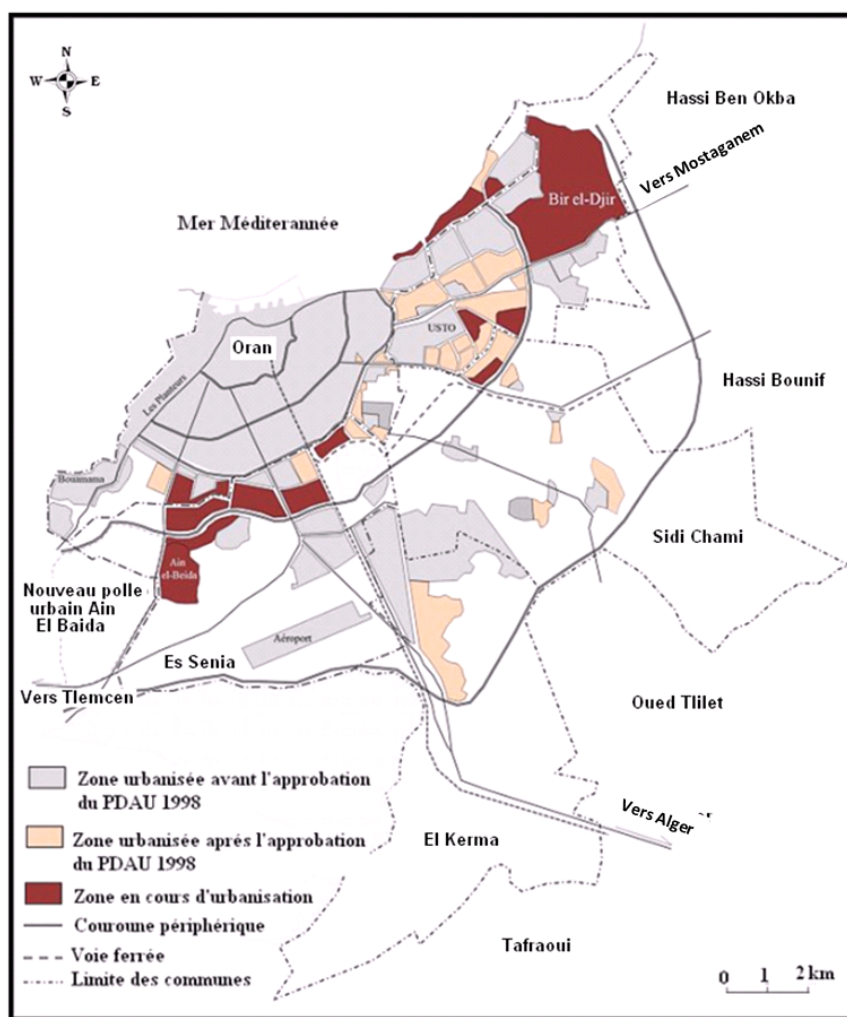 N
W E
S
Hassi Ben Okba
Vers Mostaganem
Bir el-Djir
Mer Méditerannée
USTO
Oran
Les Planteurs
Hassi Bounif
Bouamama
Sidi Chami
Ain
el-Beida
Nouveau polle
urbain Ain
El Baida
Aéroport
Es Senia
Vers Tlemcen
Oued Tlilet
Zone urbanisée avant l'approbation
du PDAU 1998
Vers Alger
Zone urbanisée aprés l'approbation
du PDAU 1998
El Kerma
Zone en cours d'urbanisation
Couroune périphérique
Voie ferrée
Tafraoui
Limite des communes
0 1 2 km